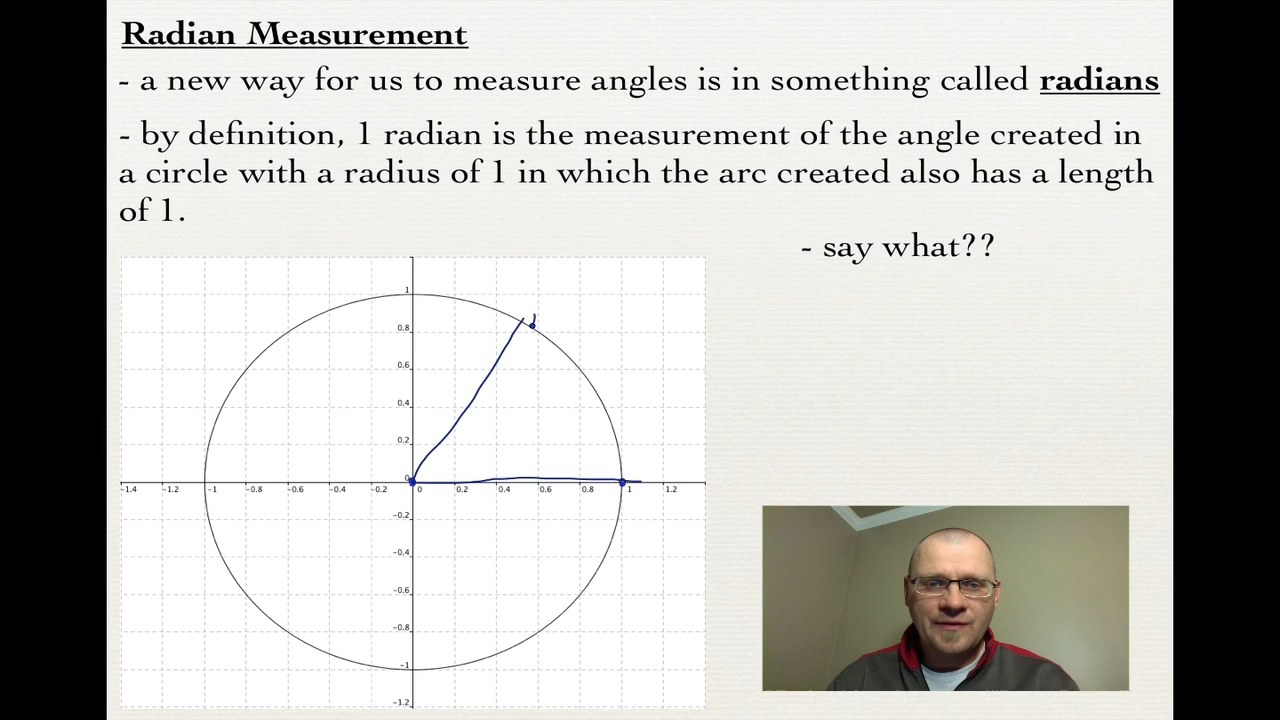 Radian Measurement
- a new way for us to measure angles is in something called radians
- by definition, 1 radian is the measurement of the angle created in
a circle with a radius of 1 in which the arc created also has a length
of 1.
- say what??
1
0.8
0.6
0.4
0.2
0
-1.4 -1.2 -1 -0.8 -0.6 -0.4 -0.2 0 0.2 0.4 0.6 0.8 1 1.2
-0.2
-0.4
-0.6
-0.8
-1
-1.2